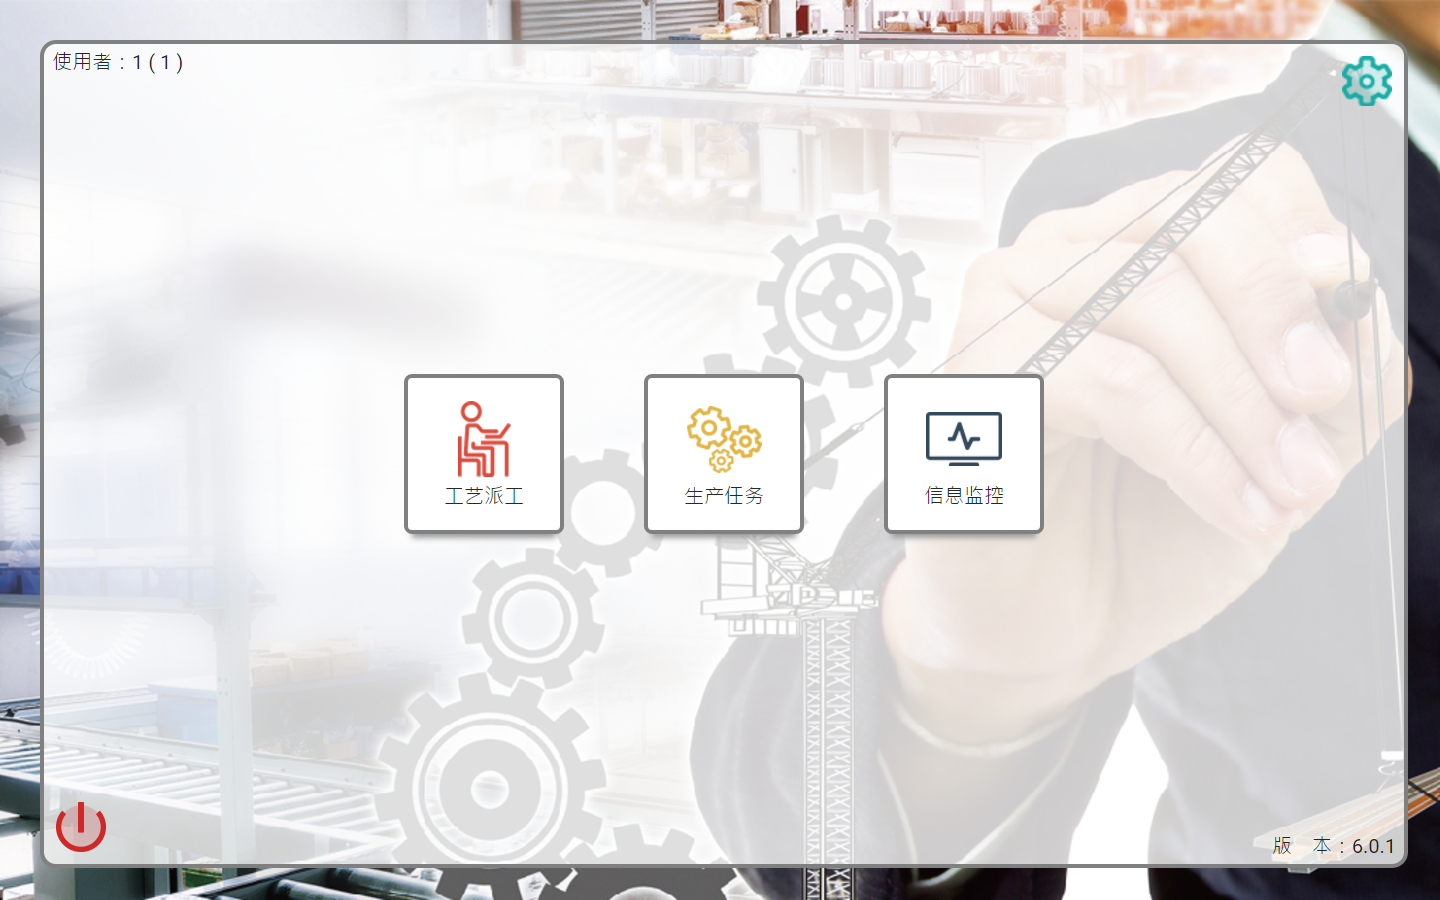 使用者 : 1 ( 1 )
工艺派工
生产任务
信息监控
版　本 : 6.0.1